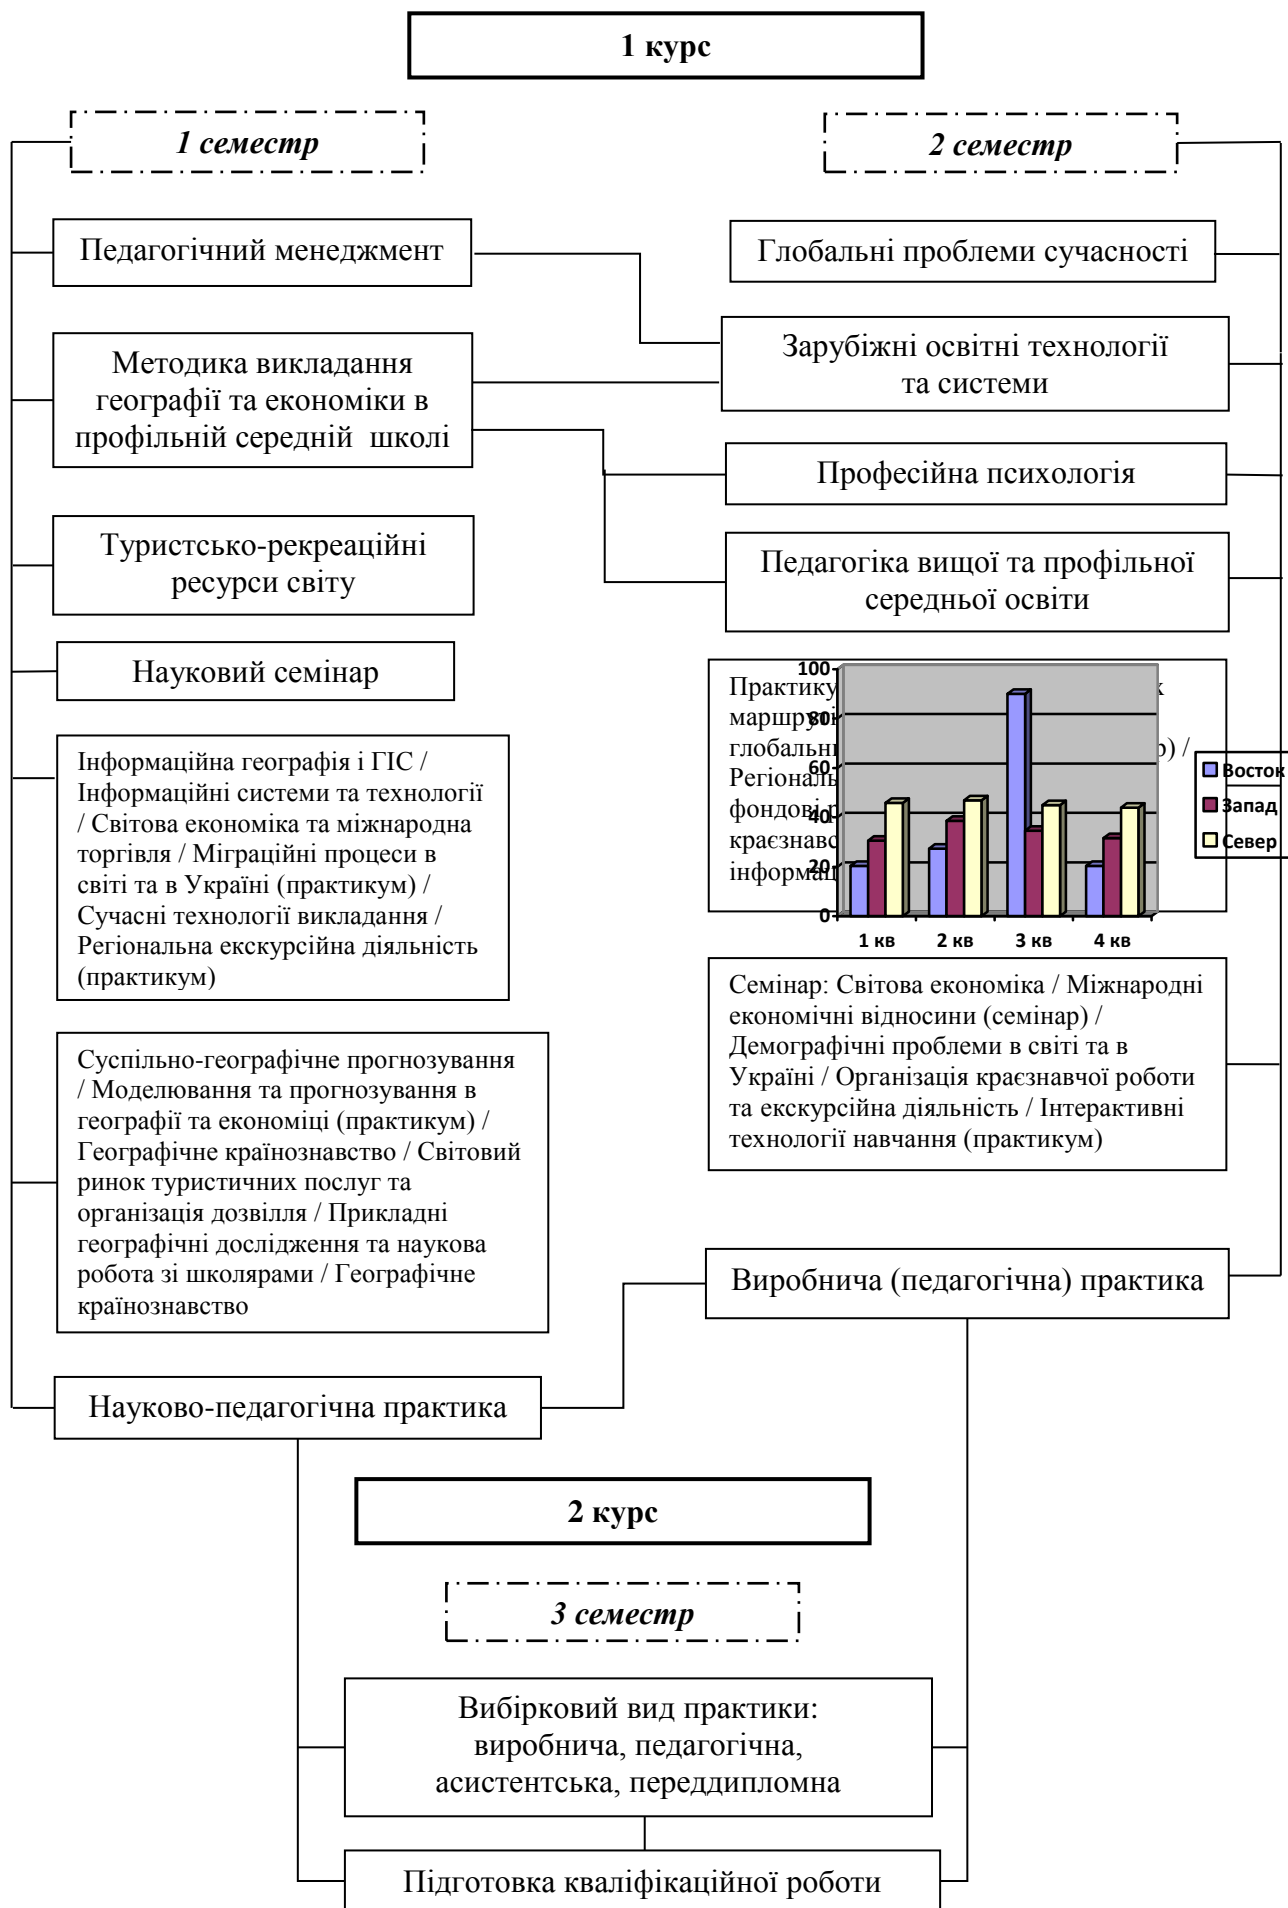 1 курс
1 семестр
Педагогічний менеджмент
Методика викладання
географії та економіки в
профільній середній школі
Туристсько-рекреаційні
ресурси світу
Науковий семінар
Інформаційна географія і ГІС /
Інформаційні системи та технології
/ Світова економіка та міжнародна
торгівля / Міграційні процеси в
світі та в Україні (практикум) /
Сучасні технології викладання /
Регіональна екскурсійна діяльність
(практикум)
Суспільно-географічне прогнозування
/ Моделювання та прогнозування в
географії та економіці (практикум) /
Географічне країнознавство / Світовий
ринок туристичних послуг та
організація дозвілля / Прикладні
географічні дослідження та наукова
робота зі школярами / Географічне
країнознавство
Науково-педагогічна практика
2 семестр
Глобальні проблеми сучасності
Зарубіжні освітні технології
та системи
Професійна психологія
Педагогіка вищої та профільної
середньої освіти
100
80
60
40
20
0
1 кв 2 кв 3 кв 4 кв
Восток
Запад
Север
Семінар: Світова економіка / Міжнародні
економічні відносини (семінар) /
Демографічні проблеми в світі та в
Україні / Організація краєзнавчої роботи
та екскурсійна діяльність / Інтерактивні
технології навчання (практикум)
Виробнича (педагогічна) практика
2 курс
3 семестр
Вибірковий вид практики:
виробнича, педагогічна,
асистентська, переддипломна
Підготовка кваліфікаційної роботи